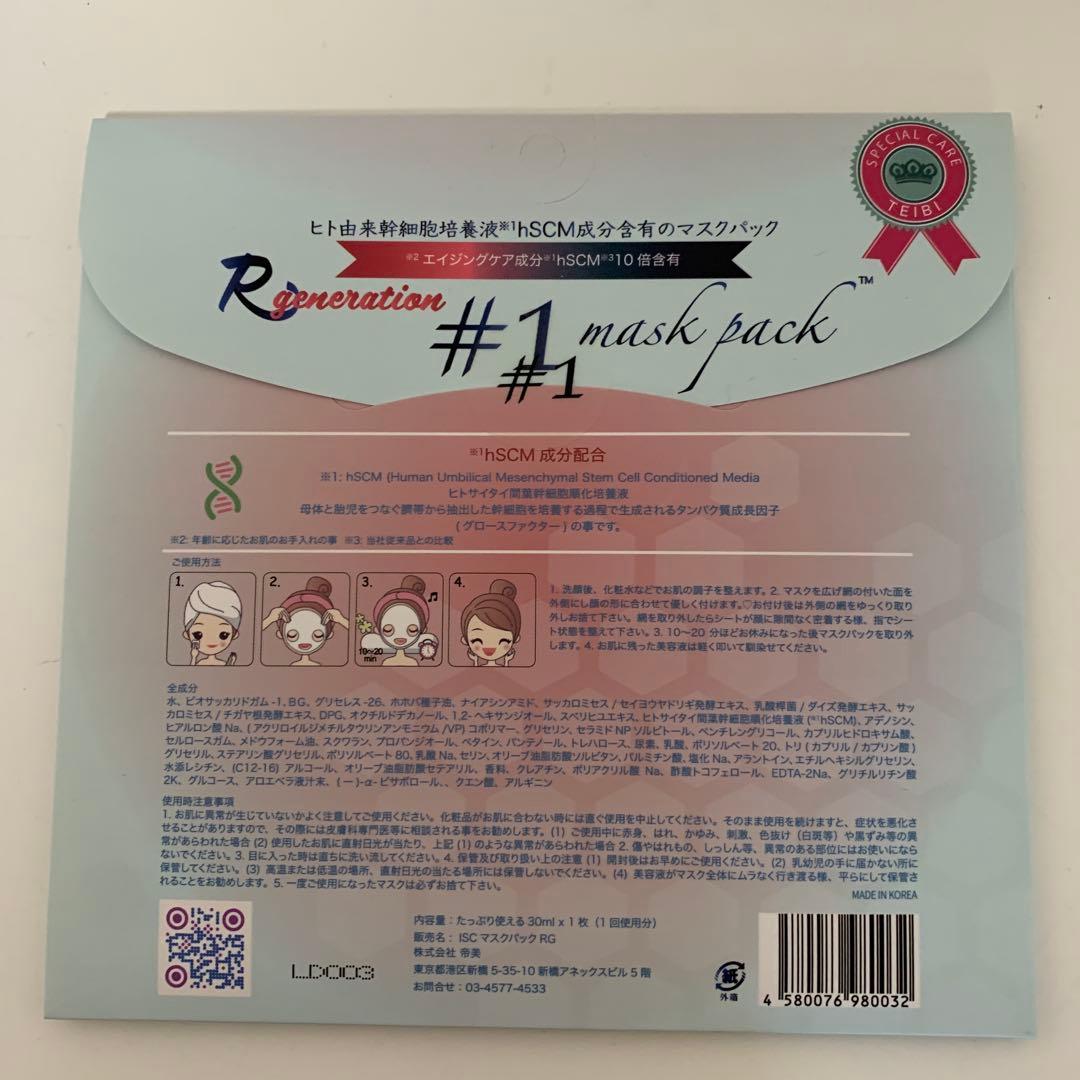 SPECIAL CARE
TEIBI
ヒト由来幹細胞培養液※1hSCM成分含有のマスクパック
※2 エイジングケア成分※1hSCM※310倍含有
Rgeneration
#1 mask pack™
#1
※1hSCM 成分配合
※1: hSCM (Human Umbilical Mesenchymal Stem Cell Conditioned Media
ヒトサイタイ間葉幹細胞順化培養液
母体と胎児をつなぐ臍帯から抽出した幹細胞を培養する過程で生成されるタンパク質成長因子
(グロースファクター)の事です。
※2: 年齢に応じたお肌のお手入れの事 ※3: 当社従来品との比較
ご使用方法
1.
2.
3.
4.
10~20
min
1. 洗顔後、化粧水などでお肌の調子を整えます。2. マスクを広げ網の付いた面を
外側にし顔の形に合わせて優しく付けます。♡お付け後は外側の網をゆっくり取り
外しお捨て下さい。網を取り外したらシートが顔に隙間なく密着する様、指でシー
ト状態を整えて下さい。3. 10〜20 分ほどお休みになった後マスクパックを取り外
します。4. お肌に残った美容液は軽く叩いて馴染せてください。
全成分
水、ビオサッカリドガム -1, BG、グリセレス-26、ホホバ種子油、ナイアシンアミド、サッカロミセス / セイヨウヤドリギ発酵エキス、乳酸桿菌 / ダイズ発酵エキス、サッ
カロミセス / チガヤ根発酵エキス、DPG、オクチルドデカノール、1,2- ヘキサンジオール、スベリヒユエキス、ヒトサイタイ間葉幹細胞順化培養液 (※1hSCM)、アデノシン、
ヒアルロン酸 Na、( アクリロイルジメチルタウリンアンモニウム /VP) コポリマー、グリセリン、セラミド NP ソルビトール、ペンチレングリコール、カプリルヒドロキサム酸、
セルロースガム、メドウフォーム油、スクワラン、プロパンジオール、ベタイン、パンテノール、トレハロース、尿素、乳酸、ポリソルベート 20、トリ ( カプリル / カプリン酸 )
グリセリル、ステアリン酸グリセリル、ポリソルベート 80、乳酸 Na、セリン、オリーブ油脂肪酸ソルビタン、パルミチン酸、塩化 Na、アラントイン、エチルヘキシルグリセリン、
水添レシチン、(C12-16) アルコール、オリーブ油脂肪酸セテアリル、香料、クレアチン、ポリアクリル酸 Na、酢酸トコフェロール、EDTA-2Na、グリチルリチン酸
2K、グルコース、アロエベラ液汁末、(ー)-α-ビサボロール、、クエン酸、アルギニン
使用時注意事項
1. お肌に異常が生じていないかよく注意してご使用ください。化粧品がお肌に合わない時には直ぐ使用を中止してください。そのまま使用を続けますと、症状を悪化さ
せることがありますので、その際には皮膚科専門医等に相談される事をお勧めします。(1) ご使用中に赤身、はれ、かゆみ、刺激、色抜け (白斑等) や黒ずみ等の異
常があらわれた場合 (2) 使用したお肌に直射日光が当たり、上記 (1) のような異常があらわれた場合 2. 傷やはれもの、しっしん等、異常のある部位にはお使いになら
ないでください。3. 目に入った時は直ちに洗い流してください。4. 保管及び取り扱い上の注意 (1) 開封後はお早めにご使用ください。(2) 乳幼児の手に届かない所に
保管してください。(3) 高温または低温の場所、直射日光の当たる場所には保管しないでください。(4) 美容液がマスク全体にムラなく行き渡る様、平らにして保管さ
れることをお勧めします。5. 一度ご使用になったマスクは必ずお捨て下さい。
MADE IN KOREA
LD003
内容量：たっぷり使える 30ml x 1 枚 (1 回使用分)
販売名： ISC マスクパック RG
株式会社 帝美
東京都港区新橋 5-35-10 新橋アネックスビル 5 階
お問合せ：03-4577-4533
紙
外箱
4 580076 980032